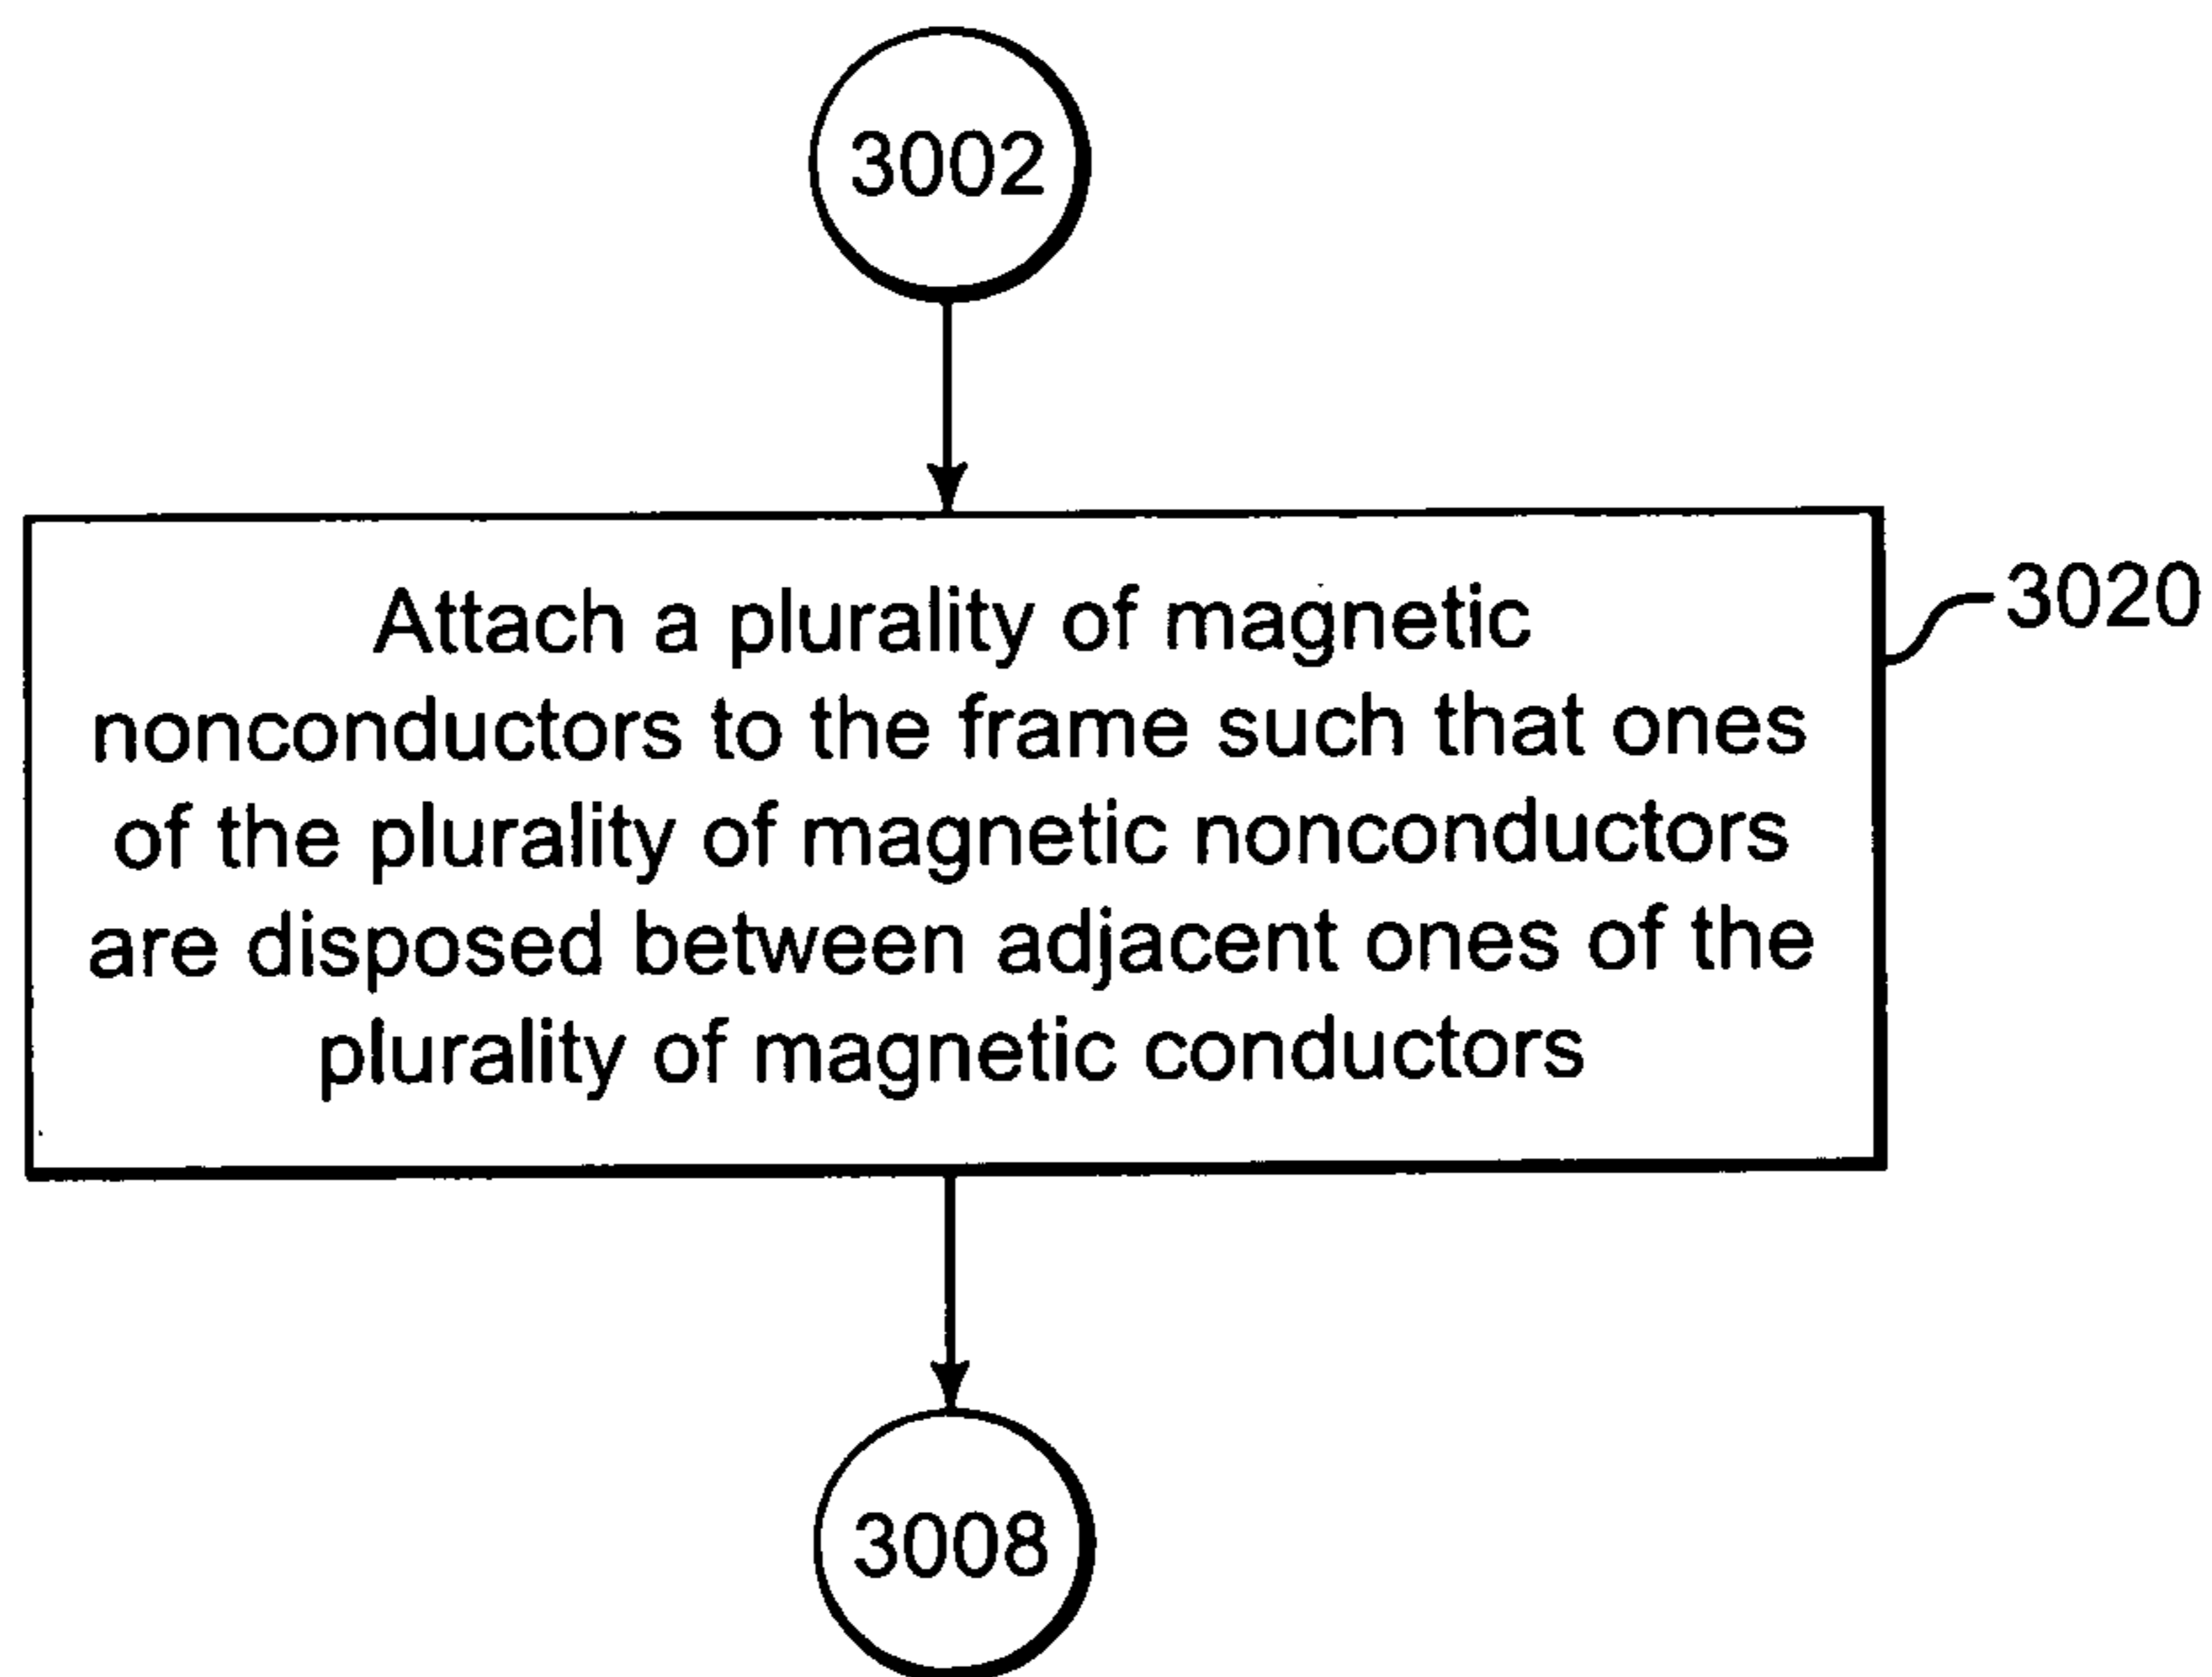 3002
Attach a plurality of magnetic
nonconductors to the frame such that ones
of the plurality of magnetic nonconductors
are disposed between adjacent ones of the
plurality of magnetic conductors
3020
3008